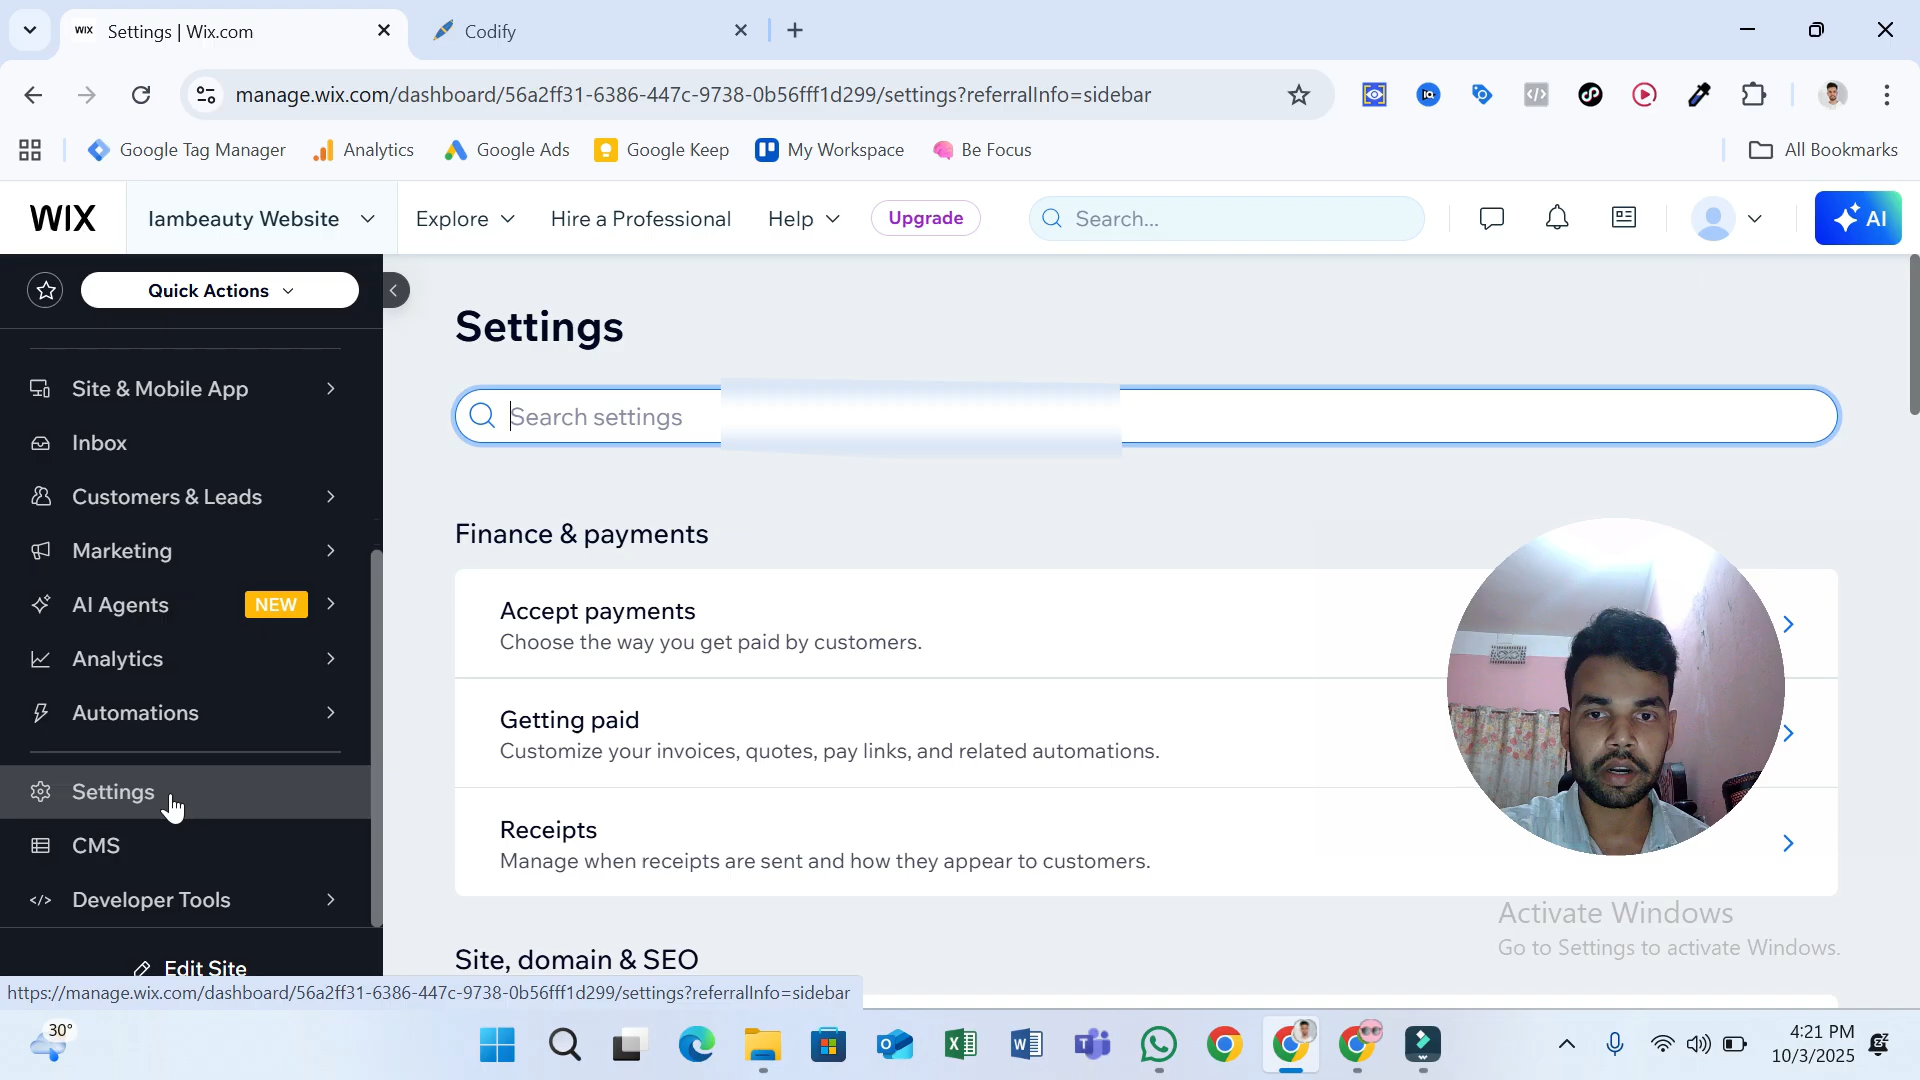 WIX Settings | Wix.com
Codify
manage.wix.com/dashboard/56a2ff31-6386-447c-9738-0b56fff1d299/settings?referralInfo=sidebar
Google Tag Manager
Analytics
Google Ads
Google Keep
My Workspace
Be Focus
All Bookmarks
WIX
Iambeauty Website
Explore
Hire a Professional
Help
Upgrade
Search...
AI
Quick Actions
Site & Mobile App
Inbox
Customers & Leads
Marketing
AI Agents NEW
Analytics
Automations
Settings
CMS
Developer Tools
Edit Site
Settings
Search settings
Finance & payments
Accept payments
Choose the way you get paid by customers.
Getting paid
Customize your invoices, quotes, pay links, and related automations.
Receipts
Manage when receipts are sent and how they appear to customers.
Site, domain & SEO
Activate Windows
Go to Settings to activate Windows.
https://manage.wix.com/dashboard/56a2ff31-6386-447c-9738-0b56fff1d299/settings?referralInfo=sidebar
30°
4:21 PM
10/3/2025